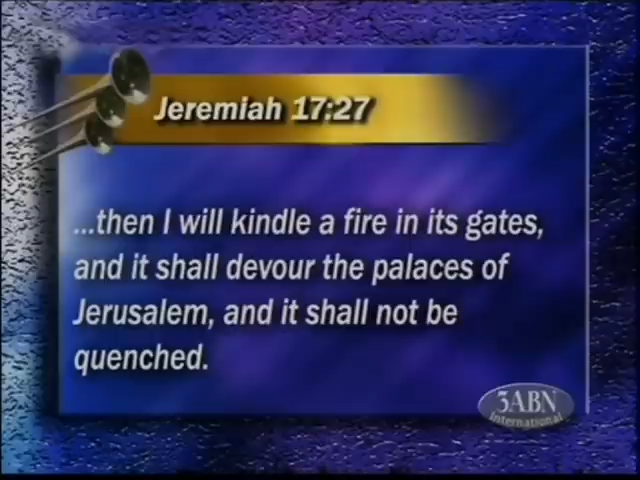 Jeremiah 17:27
...then I will kindle a fire in its gates,
and it shall devour the palaces of
Jerusalem, and it shall not be
quenched.
3ABN
International